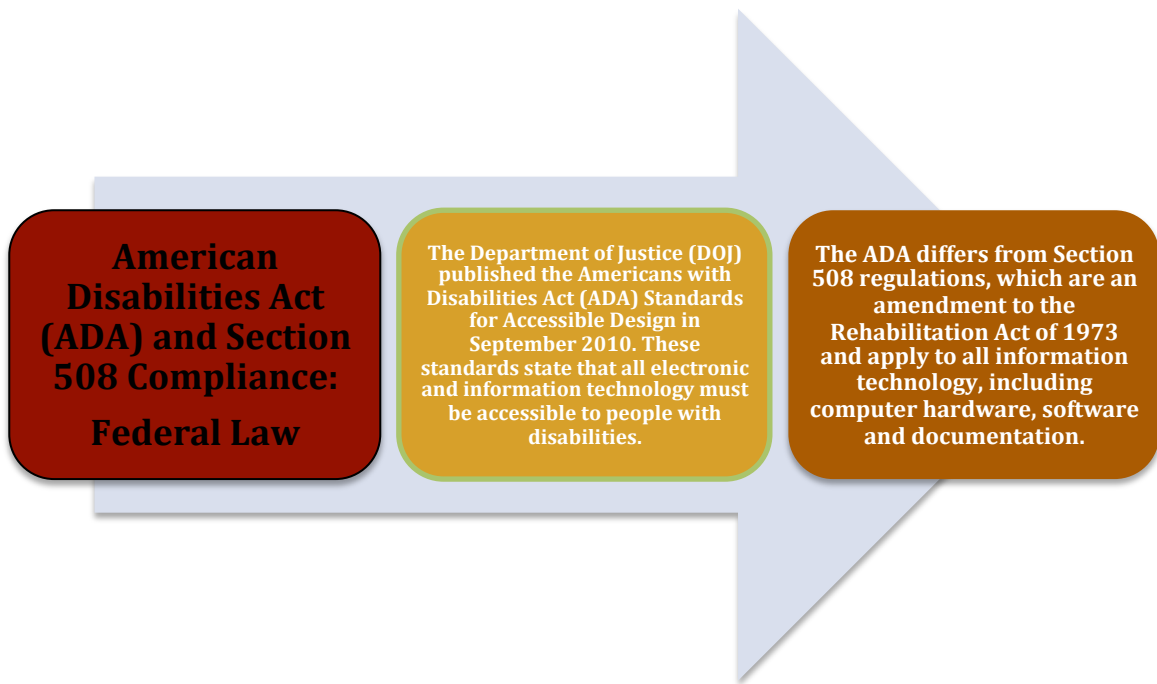 American
Disabilities Act
(ADA) and Section
508 Compliance:
Federal Law
The Department of Justice (DOJ)
published the Americans with
Disabilities Act (ADA) Standards
for Accessible Design in
September 2010. These
standards state that all electronic
and information technology must
be accessible to people with
disabilities.
The ADA differs from Section
508 regulations, which are an
amendment to the
Rehabilitation Act of 1973
and apply to all information
technology, including
computer hardware, software
and documentation.